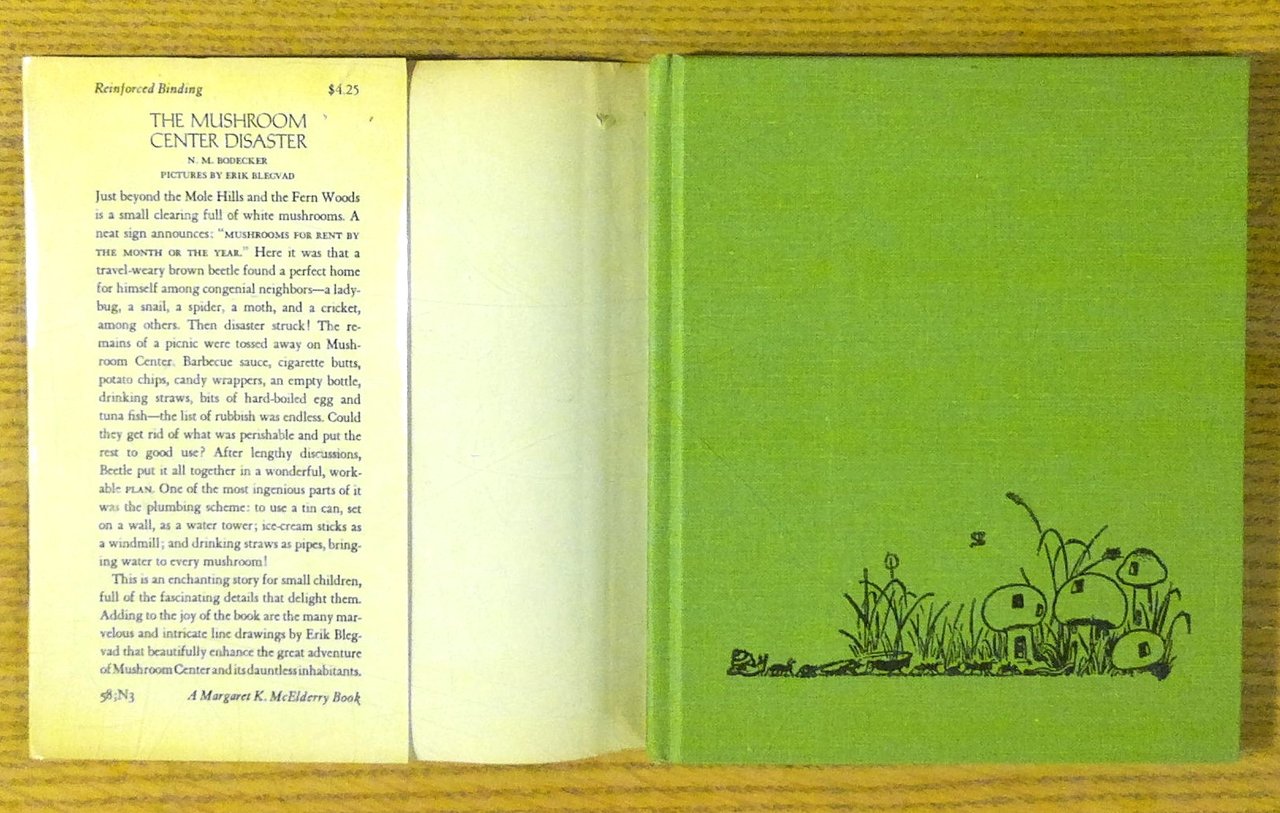 Reinforced Binding $4.25
THE MUSHROOM
CENTER DISASTER
N. M. BODECKER
PICTURES BY ERIK BLEGVAD
Just beyond the Mole Hills and the Fern Woods
is a small clearing full of white mushrooms. A
neat sign announces: “MUSHROOMS FOR RENT BY
THE MONTH OR THE YEAR.” Here it was that a
travel-weary brown beetle found a perfect home
for himself among congenial neighbors—a lady-
bug, a snail, a spider, a moth, and a cricket,
among others. Then disaster struck! The re-
mains of a picnic were tossed away on Mush-
room Center. Barbecue sauce, cigarette butts,
potato chips, candy wrappers, an empty bottle,
drinking straws, bits of hard-boiled egg and
tuna fish—the list of rubbish was endless. Could
they get rid of what was perishable and put the
rest to good use? After lengthy discussions,
Beetle put it all together in a wonderful, work-
able PLAN. One of the most ingenious parts of it
was the plumbing scheme: to use a tin can, set
on a wall, as a water tower; ice-cream sticks as
a windmill; and drinking straws as pipes, bring-
ing water to every mushroom!
This is an enchanting story for small children,
full of the fascinating details that delight them.
Adding to the joy of the book are the many mar-
velous and intricate line drawings by Erik Bleg-
vad that beautifully enhance the great adventure
of Mushroom Center and its dauntless inhabitants.
58;N3 A Margaret K. McElderry Book